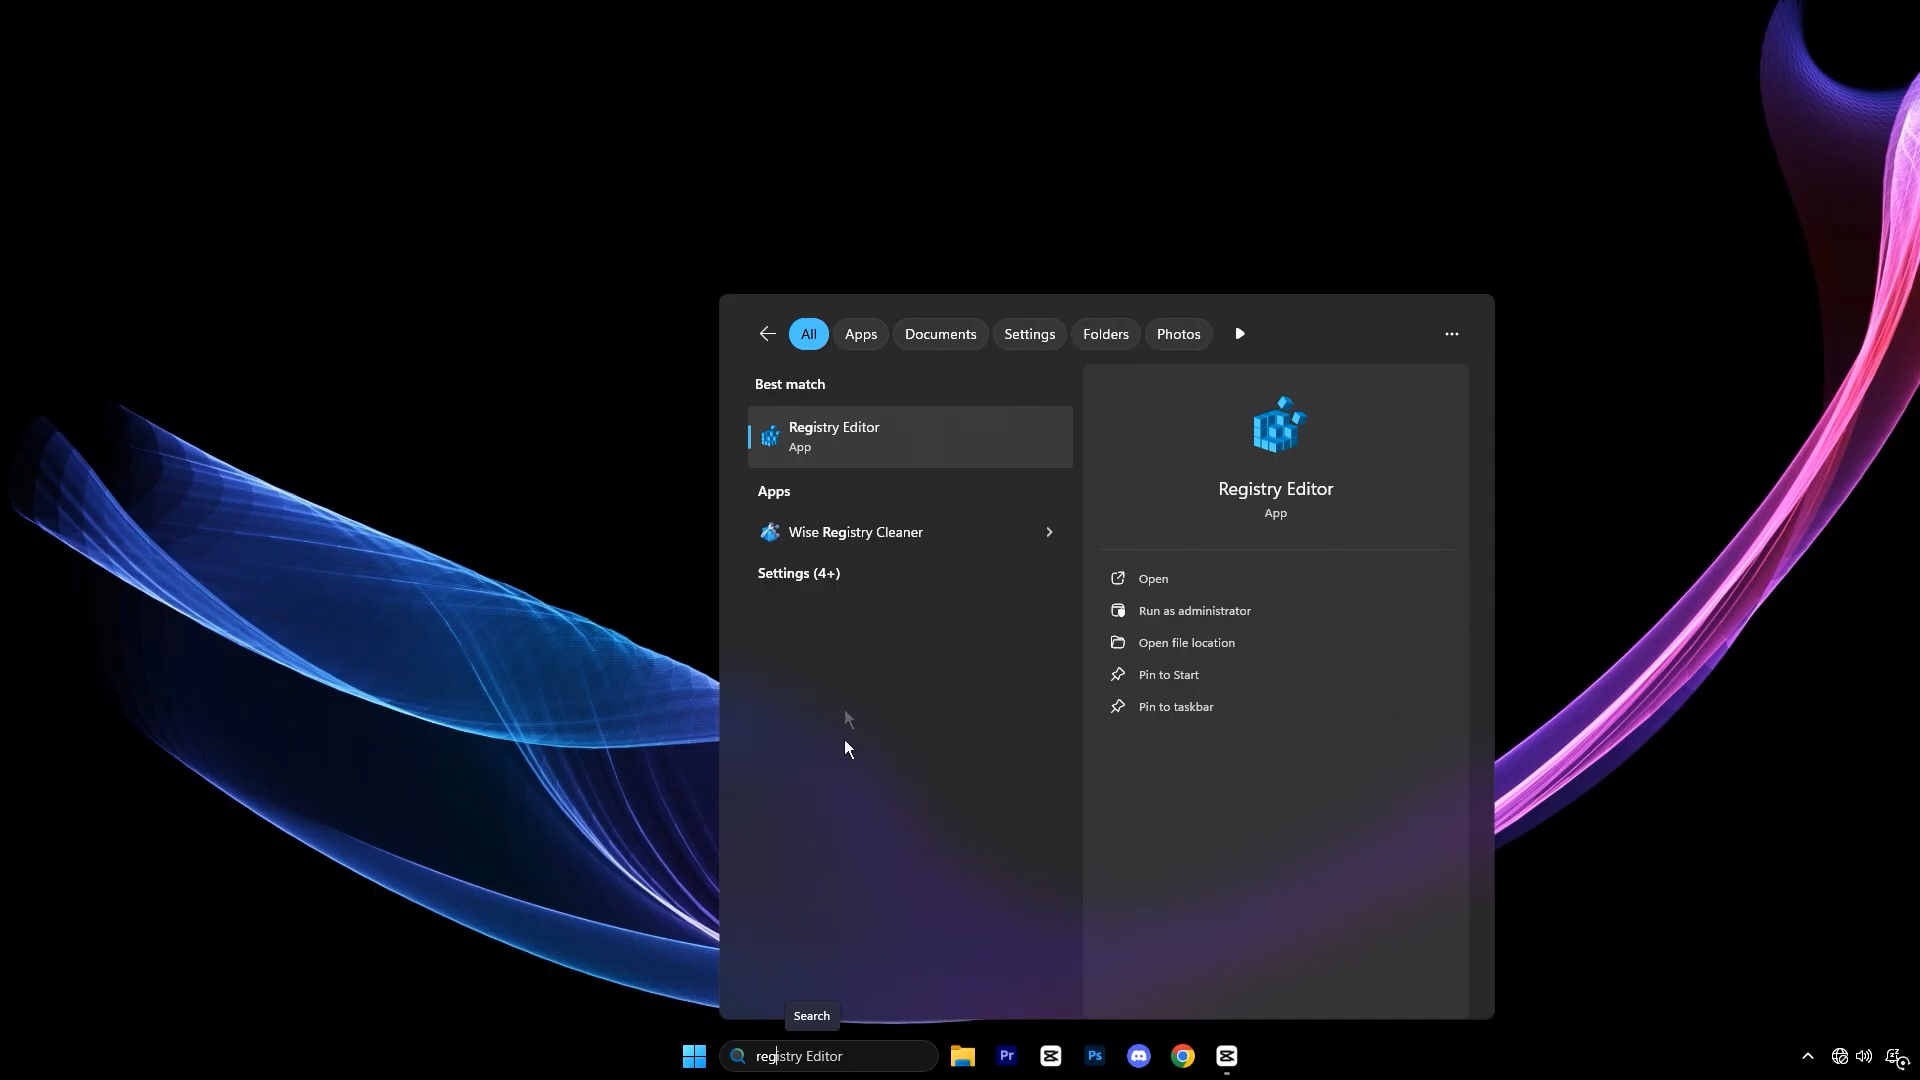 All Apps Documents Settings Folders Photos
Best match
Registry Editor
App
Apps
Wise Registry Cleaner
Settings (4+)
Registry Editor
App
Open
Run as administrator
Open file location
Pin to Start
Pin to taskbar
Search
registry Editor
Pr
Ps